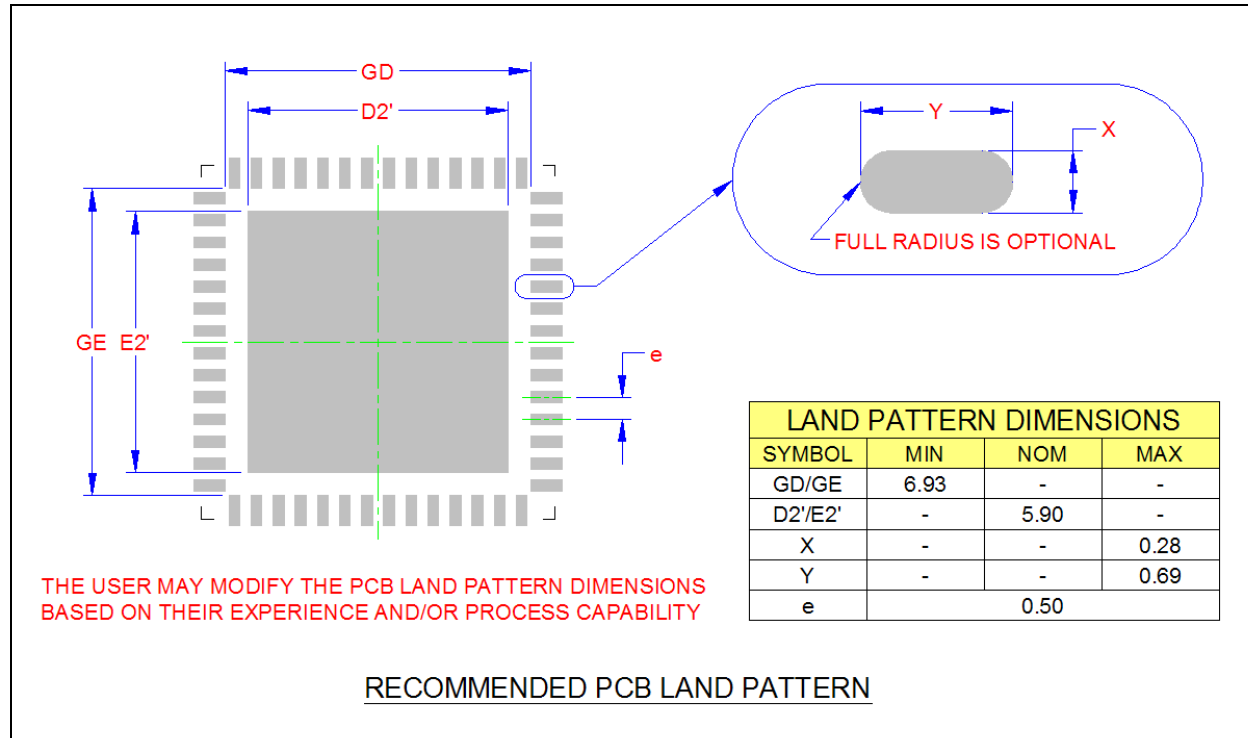 GD
D2'
Y
X
FULL RADIUS IS OPTIONAL
GE E2'
e
LAND PATTERN DIMENSIONS
SYMBOL MIN NOM MAX
GD/GE 6.93 - -
D2'/E2' - 5.90 -
X - - 0.28
Y - - 0.69
e 0.50
THE USER MAY MODIFY THE PCB LAND PATTERN DIMENSIONS
BASED ON THEIR EXPERIENCE AND/OR PROCESS CAPABILITY
RECOMMENDED PCB LAND PATTERN